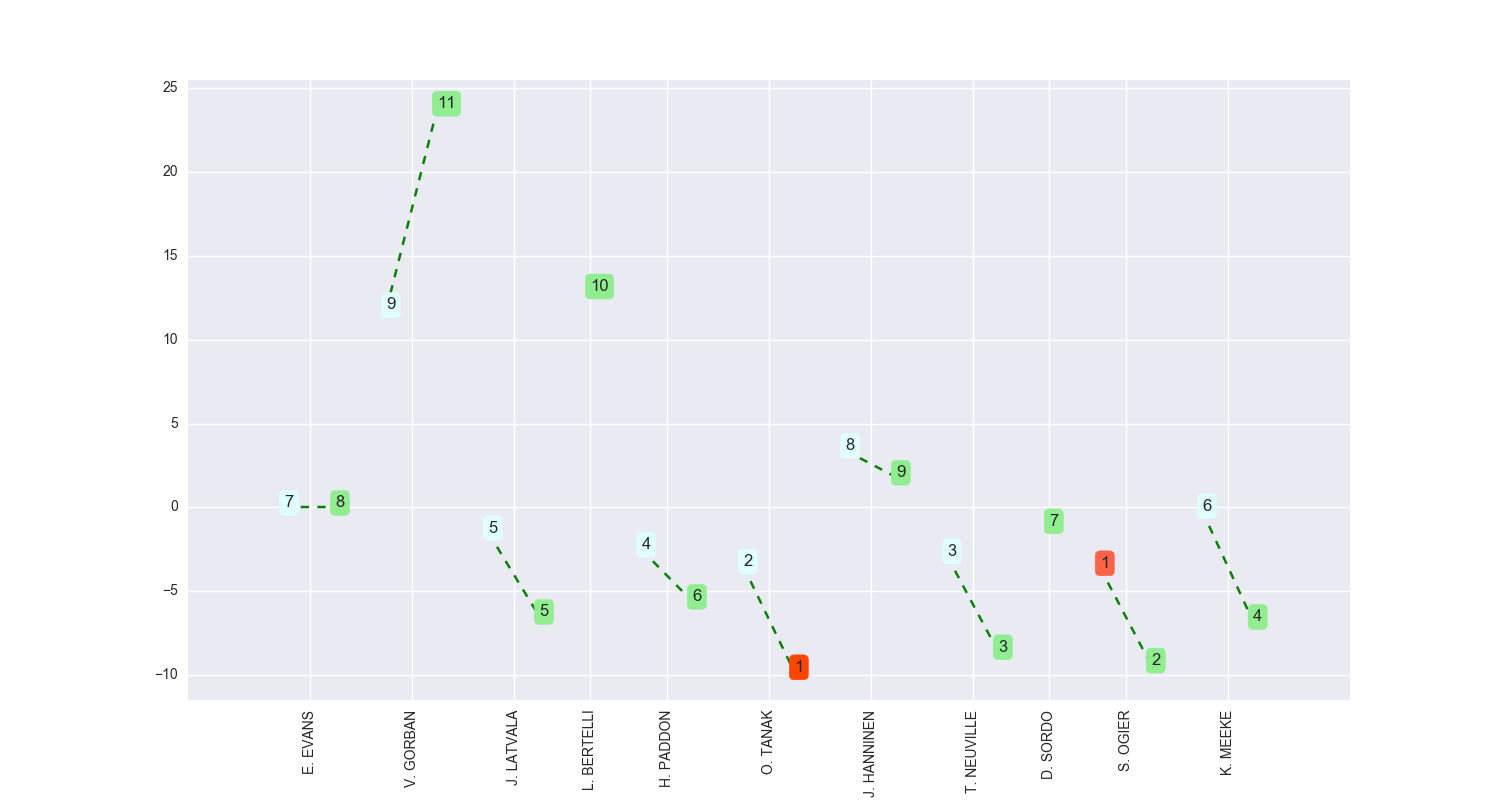 25
20
15
10
5
0
−5
−10
11
9
10
8
9
7
8
5
5
4
6
2
1
3
3
7
1
2
6
4
E. EVANS
V. GORBAN
J. LATVALA
L. BERTELLI
H. PADDON
O. TANAK
J. HANNINEN
T. NEUVILLE
D. SORDO
S. OGIER
K. MEEKE